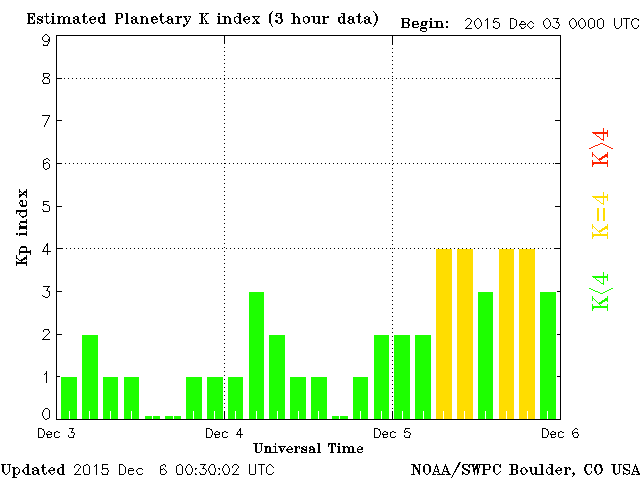 Estimated Planetary K index (3 hour data) Begin: 2015 Dec 03 0000 UTC
9
8
7
6
5
4
3
2
1
0
Kp index
K>4
K=4
K<4
Dec 3 Dec 4 Dec 5 Dec 6
Universal Time
Updated 2015 Dec 6 00:30:02 UTC NOAA/SWPC Boulder, CO USA